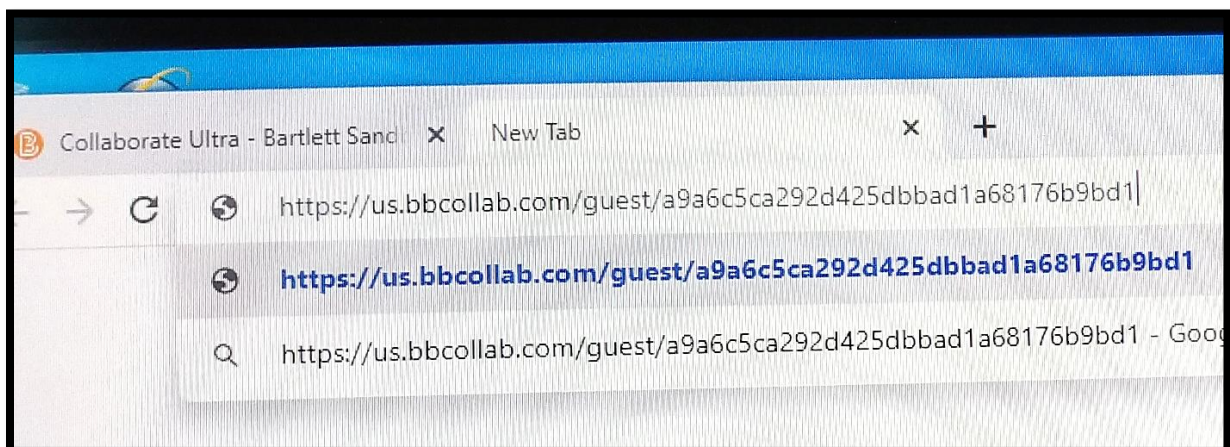 Collaborate Ultra - Bartlett Sand New Tab
https://us.bbcollab.com/guest/a9a6c5ca292d425dbbad1a68176b9bd1
https://us.bbcollab.com/guest/a9a6c5ca292d425dbbad1a68176b9bd1
https://us.bbcollab.com/guest/a9a6c5ca292d425dbbad1a68176b9bd1 - Goog